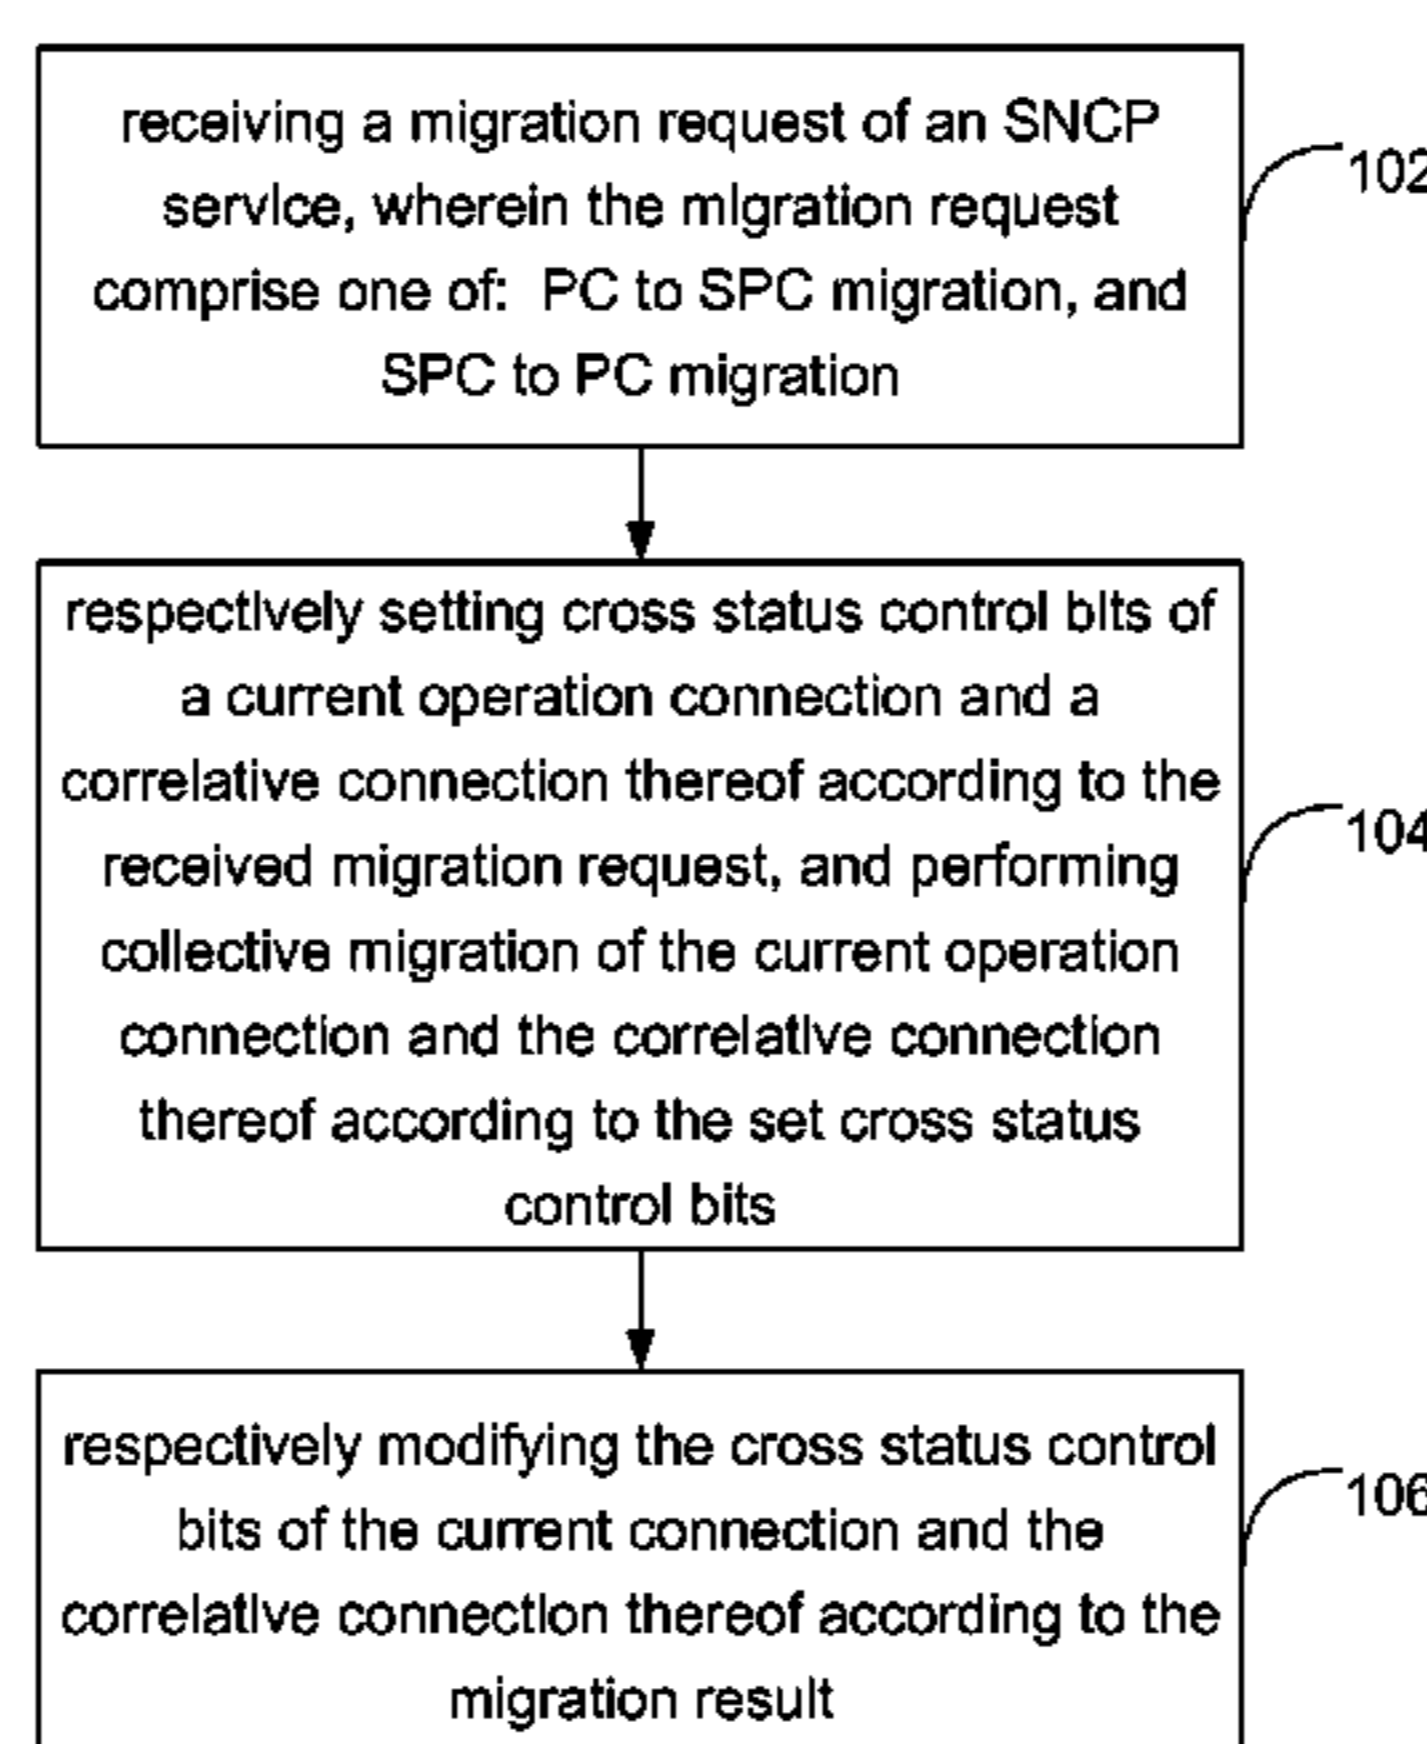 receiving a migration request of an SNCP
service, wherein the migration request
comprise one of: PC to SPC migration, and
SPC to PC migration
102
respectively setting cross status control bits of
a current operation connection and a
correlative connection thereof according to the
received migration request, and performing
collective migration of the current operation
connection and the correlative connection
thereof according to the set cross status
control bits
104
respectively modifying the cross status control
bits of the current connection and the
correlative connection thereof according to the
migration result
106